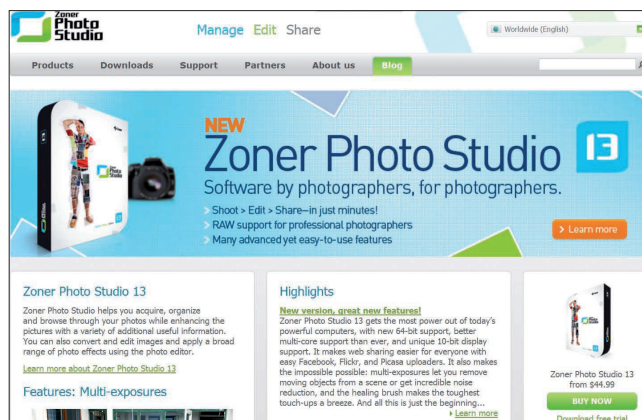 Zoner
Photo
Studio
Manage Edit Share
Worldwide (English)
Products Downloads Support Partners About us Blog
NEW
Zoner Photo Studio 13
Software by photographers, for photographers.
> Shoot > Edit > Share—in just minutes!
> RAW support for professional photographers
> Many advanced yet easy-to-use features
> Learn more
Zoner
Photo
Studio
13
Zoner Photo Studio 13
Zoner Photo Studio helps you acquire, organize
and browse through your photos while enhancing the
pictures with a variety of additional useful information.
You can also convert and edit images and apply a broad
range of photo effects using the photo editor.
Learn more about Zoner Photo Studio 13
Features: Multi-exposures
Highlights
New version, great new features!
Zoner Photo Studio 13 gets the most power out of today's
powerful computers, with new 64-bit support, better
multi-core support than ever, and unique 10-bit display
support. It makes web sharing easier for everyone with
easy Facebook, Flickr, and Picasa uploaders. It also makes
the impossible possible: multi-exposures let you remove
moving objects from a scene or get incredible noise
reduction, and the healing brush makes the toughest
touch-ups a breeze. And all this is just the beginning...
Learn more
Zoner Photo Studio 13
from $44.99
BUY NOW
Download free trial